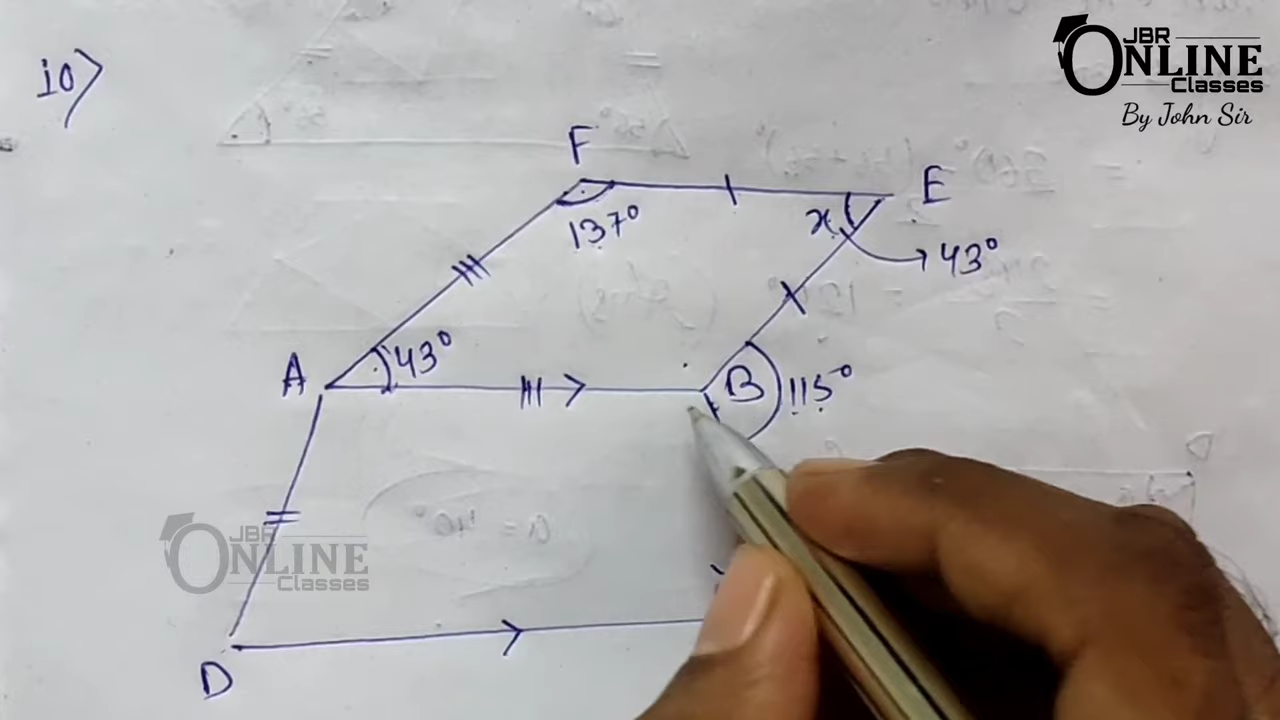 JBR
ONLINE
Classes
By John Sir
10)
F
E
137°
x
43°
A
43°
B
115°
JBR
ONLINE
Classes
D